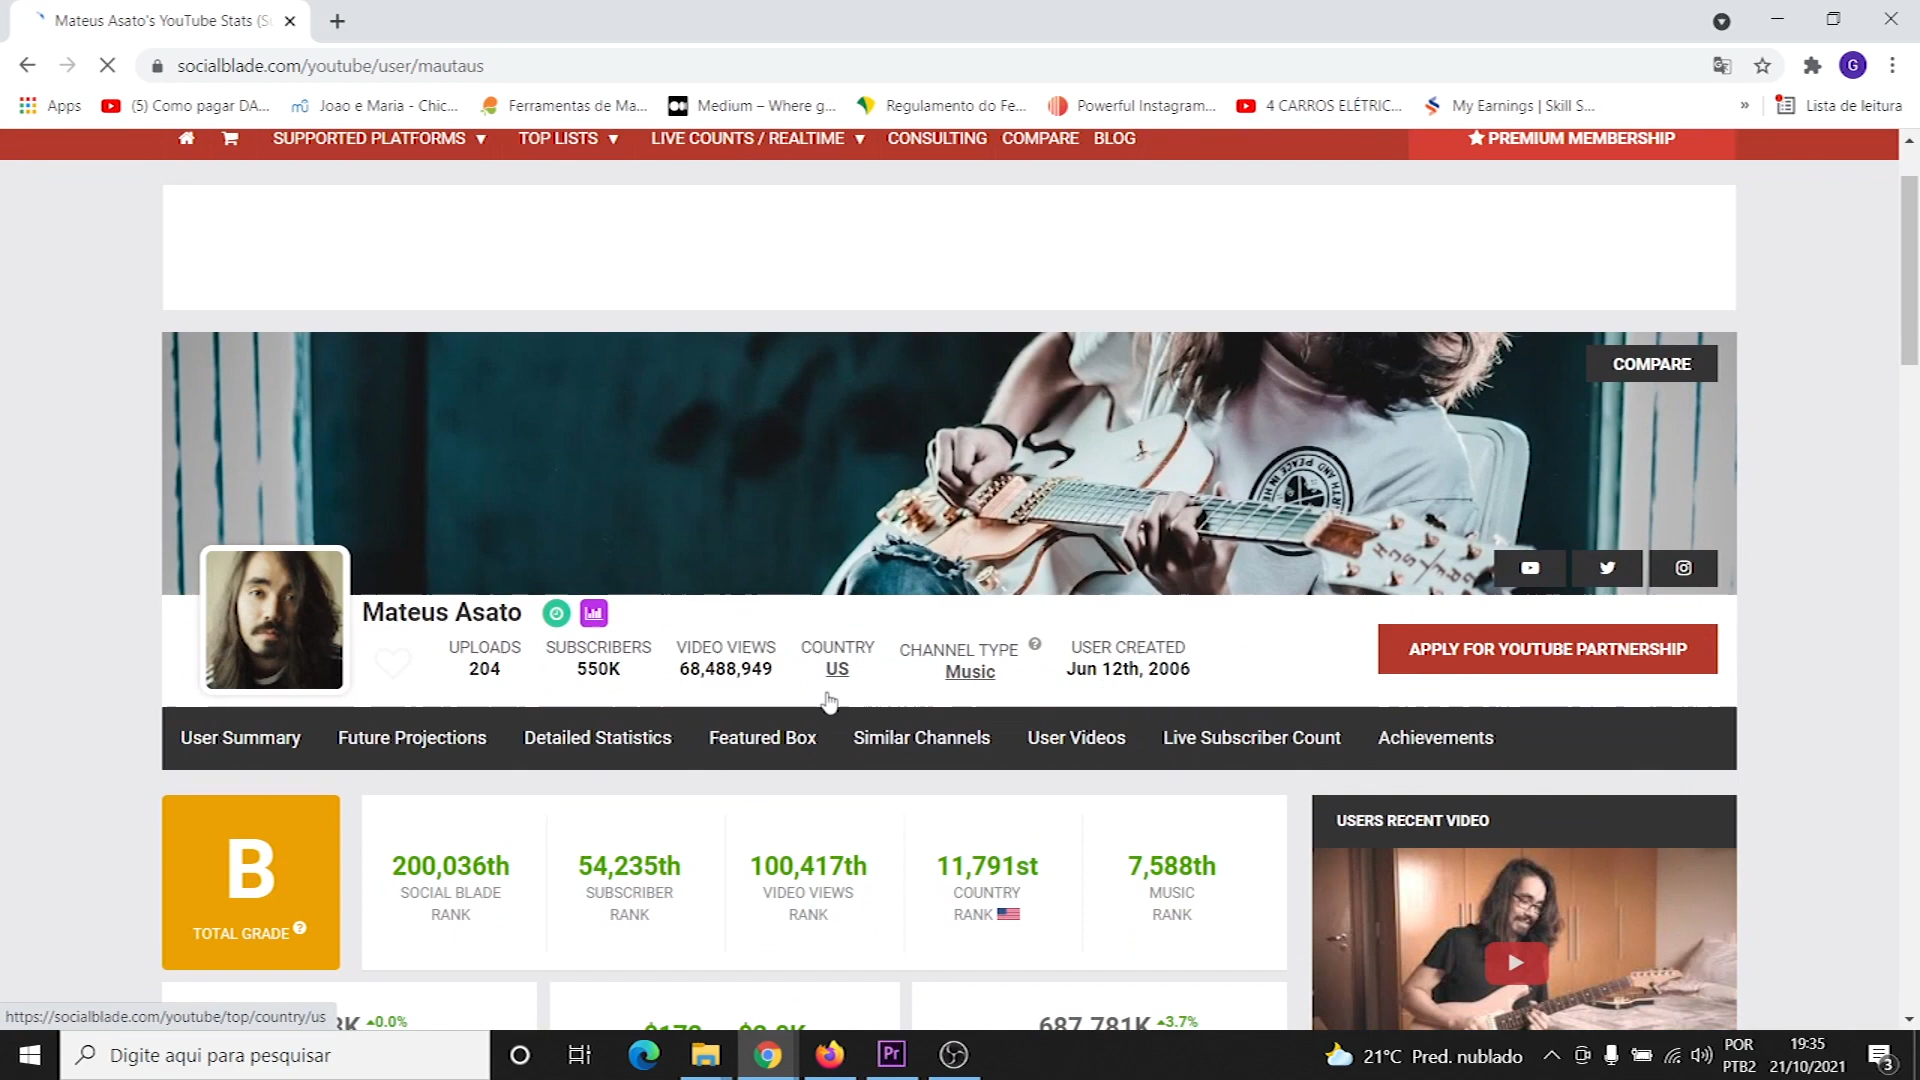 Mateus Asato's YouTube Stats (S
socialblade.com/youtube/user/mautaus
G
Apps
(5) Como pagar DA...
Joao e Maria - Chic...
Ferramentas de Ma...
Medium – Where g...
Regulamento do Fe...
Powerful Instagram...
4 CARROS ELÉTRIC...
My Earnings | Skill S...
»
Lista de leitura
SUPPORTED PLATFORMS ▼
TOP LISTS ▼
LIVE COUNTS / REALTIME ▼
CONSULTING
COMPARE
BLOG
PREMIUM MEMBERSHIP
COMPARE
Mateus Asato
UPLOADS
204
SUBSCRIBERS
550K
VIDEO VIEWS
68,488,949
COUNTRY
US
CHANNEL TYPE
Music
USER CREATED
Jun 12th, 2006
APPLY FOR YOUTUBE PARTNERSHIP
User Summary
Future Projections
Detailed Statistics
Featured Box
Similar Channels
User Videos
Live Subscriber Count
Achievements
B
TOTAL GRADE
200,036th
SOCIAL BLADE
RANK
54,235th
SUBSCRIBER
RANK
100,417th
VIDEO VIEWS
RANK
11,791st
COUNTRY
RANK
7,588th
MUSIC
RANK
USERS RECENT VIDEO
https://socialblade.com/youtube/top/country/us
K
0.0%
687.781K
3.7%
Digite aqui para pesquisar
Pr
21°C Pred. nublado
POR
PTB2
19:35
21/10/2021
3